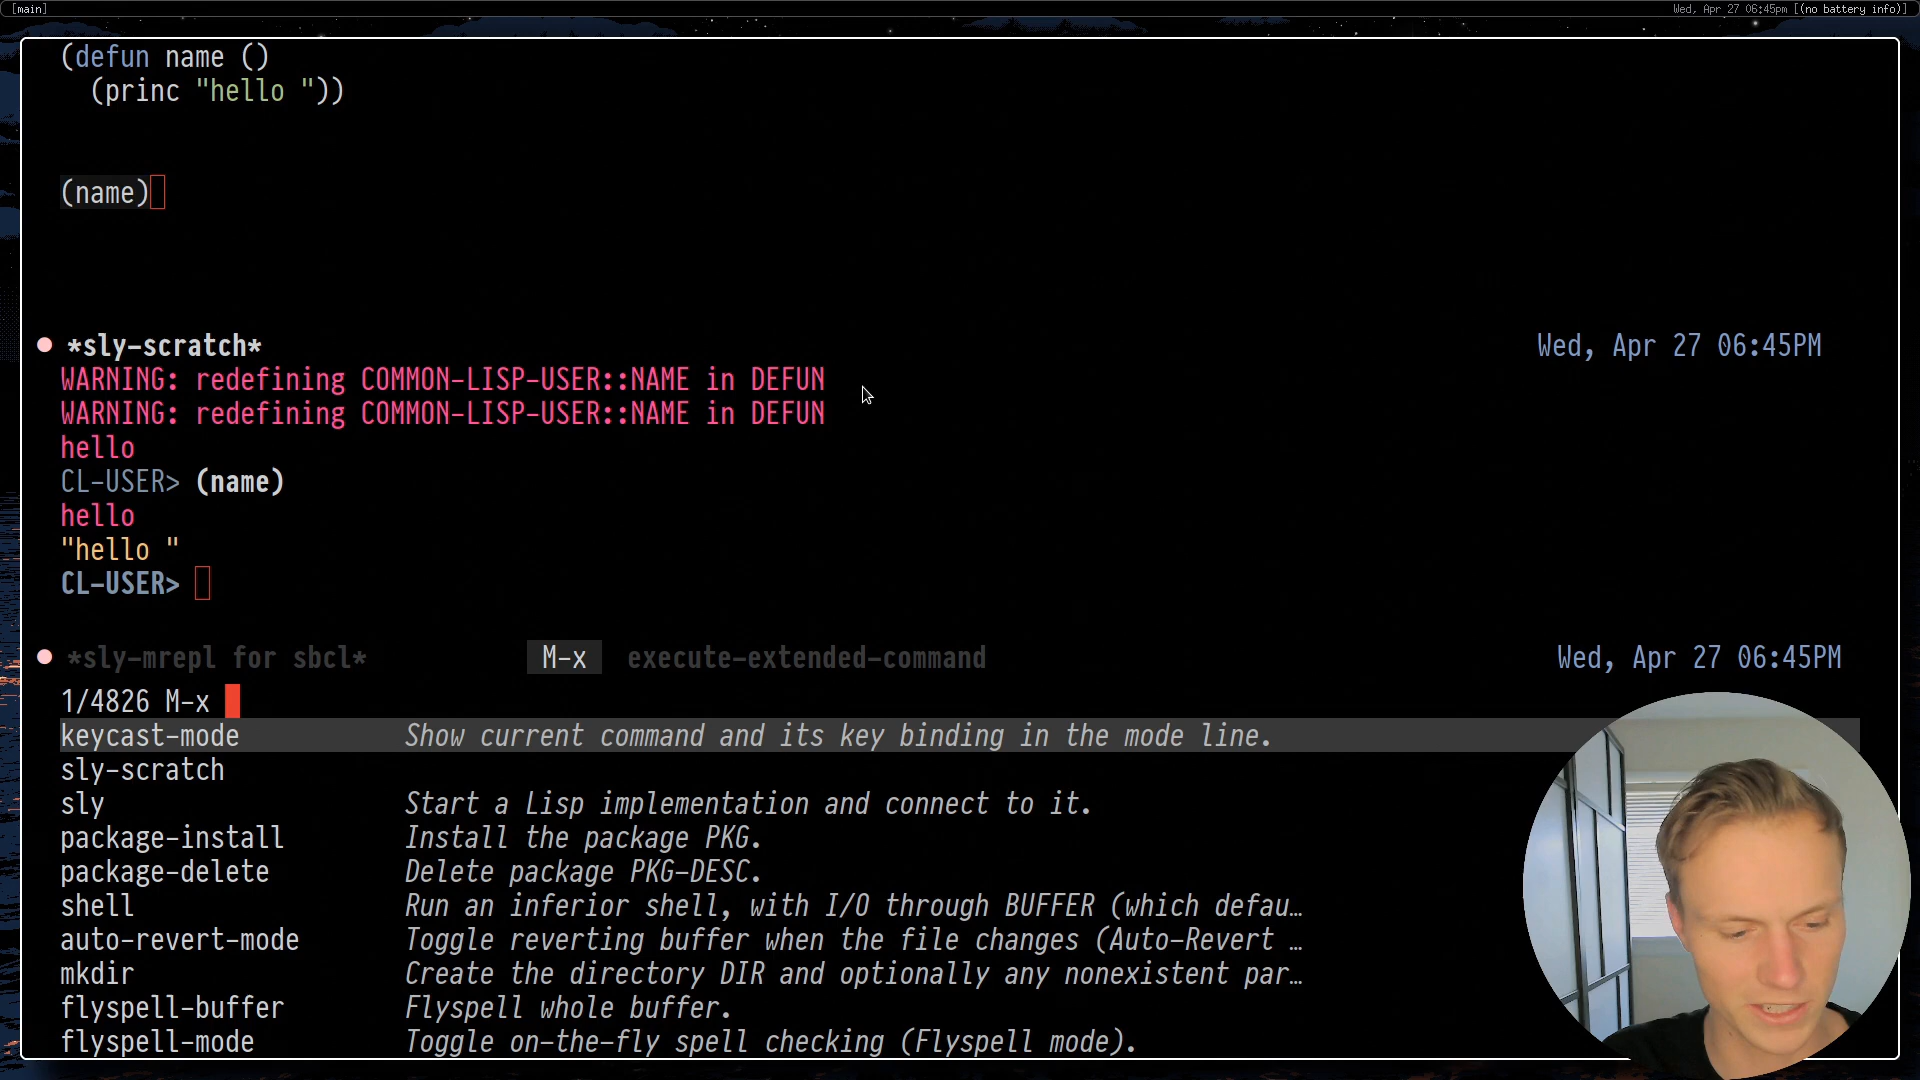 [main]
Wed, Apr 27 06:45pm [(no battery info)]
(defun name ()
(princ "hello "))
(name)
*sly-scratch*
Wed, Apr 27 06:45PM
WARNING: redefining COMMON-LISP-USER::NAME in DEFUN
WARNING: redefining COMMON-LISP-USER::NAME in DEFUN
hello
CL-USER> (name)
hello
"hello "
CL-USER>
*sly-mrepl for sbcl* M-x execute-extended-command Wed, Apr 27 06:45PM
1/4826 M-x
keycast-mode Show current command and its key binding in the mode line.
sly-scratch
sly Start a Lisp implementation and connect to it.
package-install Install the package PKG.
package-delete Delete package PKG-DESC.
shell Run an inferior shell, with I/O through BUFFER (which defau…
auto-revert-mode Toggle reverting buffer when the file changes (Auto-Revert …
mkdir Create the directory DIR and optionally any nonexistent par…
flyspell-buffer Flyspell whole buffer.
flyspell-mode Toggle on-the-fly spell checking (Flyspell mode).